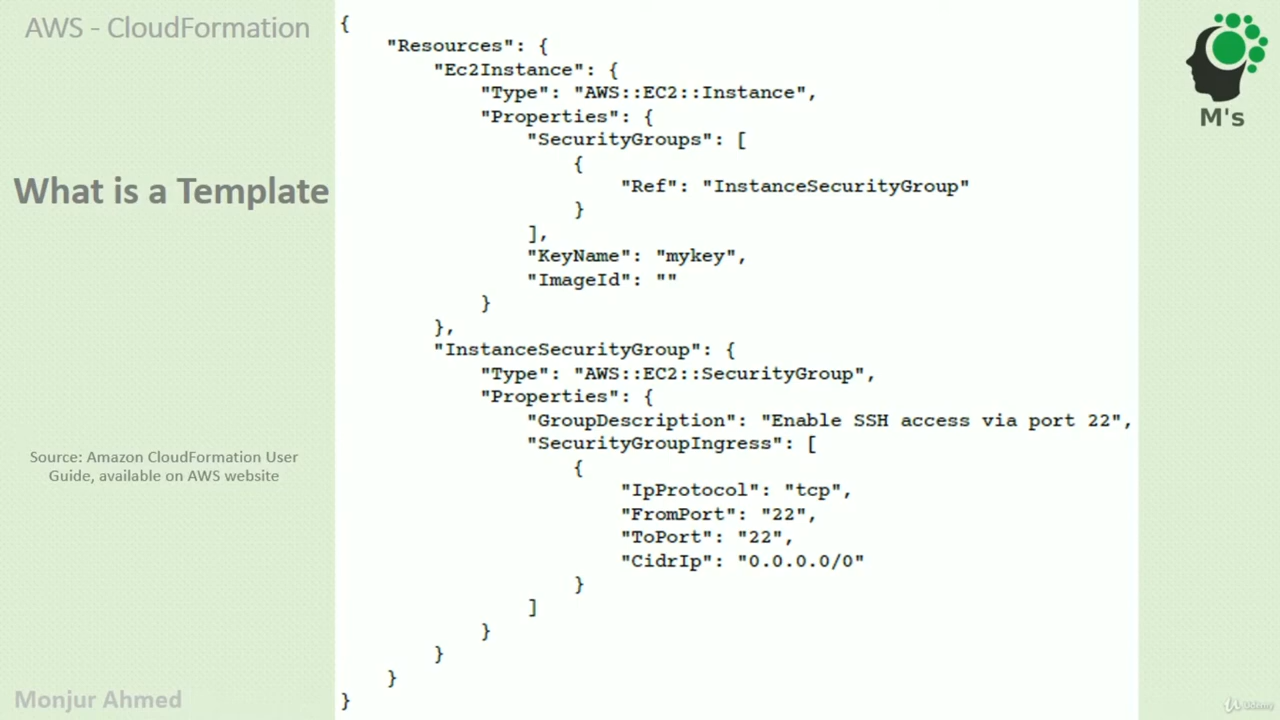 AWS - CloudFormation
What is a Template
Source: Amazon CloudFormation User
Guide, available on AWS website
Monjur Ahmed
{
    "Resources": {
        "Ec2Instance": {
            "Type": "AWS::EC2::Instance",
            "Properties": {
                "SecurityGroups": [
                    {
                        "Ref": "InstanceSecurityGroup"
                    }
                ],
                "KeyName": "mykey",
                "ImageId": ""
            }
        },
        "InstanceSecurityGroup": {
            "Type": "AWS::EC2::SecurityGroup",
            "Properties": {
                "GroupDescription": "Enable SSH access via port 22",
                "SecurityGroupIngress": [
                    {
                        "IpProtocol": "tcp",
                        "FromPort": "22",
                        "ToPort": "22",
                        "CidrIp": "0.0.0.0/0"
                    }
                ]
            }
        }
    }
}
M's
Udemy